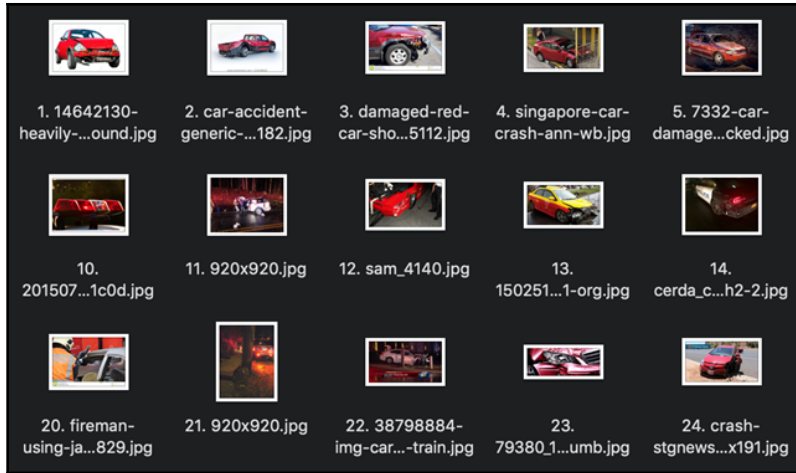 1. 14642130-
heavily-...ound.jpg
2. car-accident-
generic-...182.jpg
3. damaged-red-
car-sho...5112.jpg
4. singapore-car-
crash-ann-wb.jpg
5. 7332-car-
damage...cked.jpg
10.
201507...1c0d.jpg
11. 920x920.jpg
12. sam_4140.jpg
13.
150251...1-org.jpg
14.
cerda_c...h2-2.jpg
20. fireman-
using-ja...829.jpg
21. 920x920.jpg
22. 38798884-
img-car...-train.jpg
23.
79380_1...umb.jpg
24. crash-
stgnews...x191.jpg